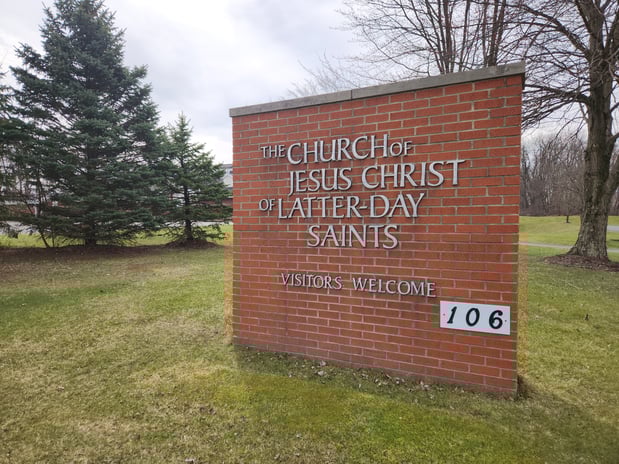 THE CHURCH OF
JESUS CHRIST
OF LATTER-DAY
SAINTS
VISITORS WELCOME
106